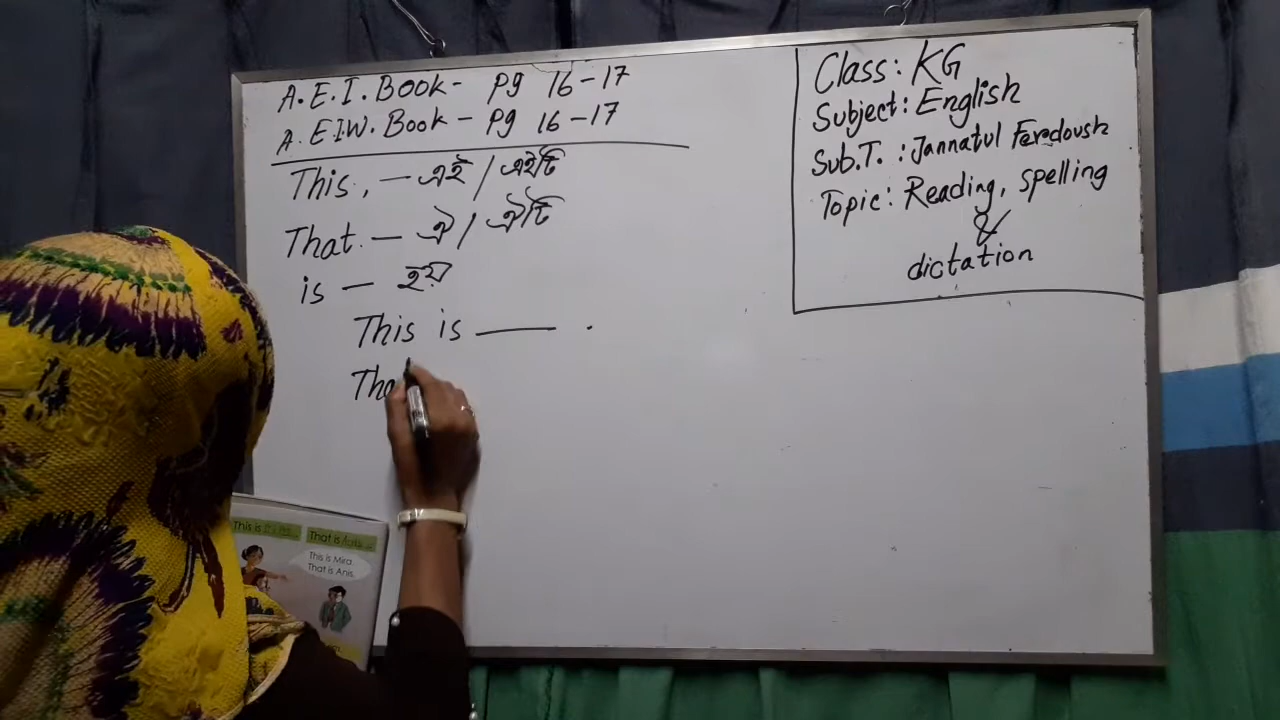 A.E.I. Book - pg 16-17
A.E.I.W. Book - pg 16-17
This, - এই / এইটি
That - ঐ / ঐটি
is - হয়
This is ___ .
Tha
Class: KG
Subject: English
Sub.T. : Jannatul Ferdoush
Topic: Reading, spelling
&
dictation
This is
That is
This is Mira.
That is Anis.